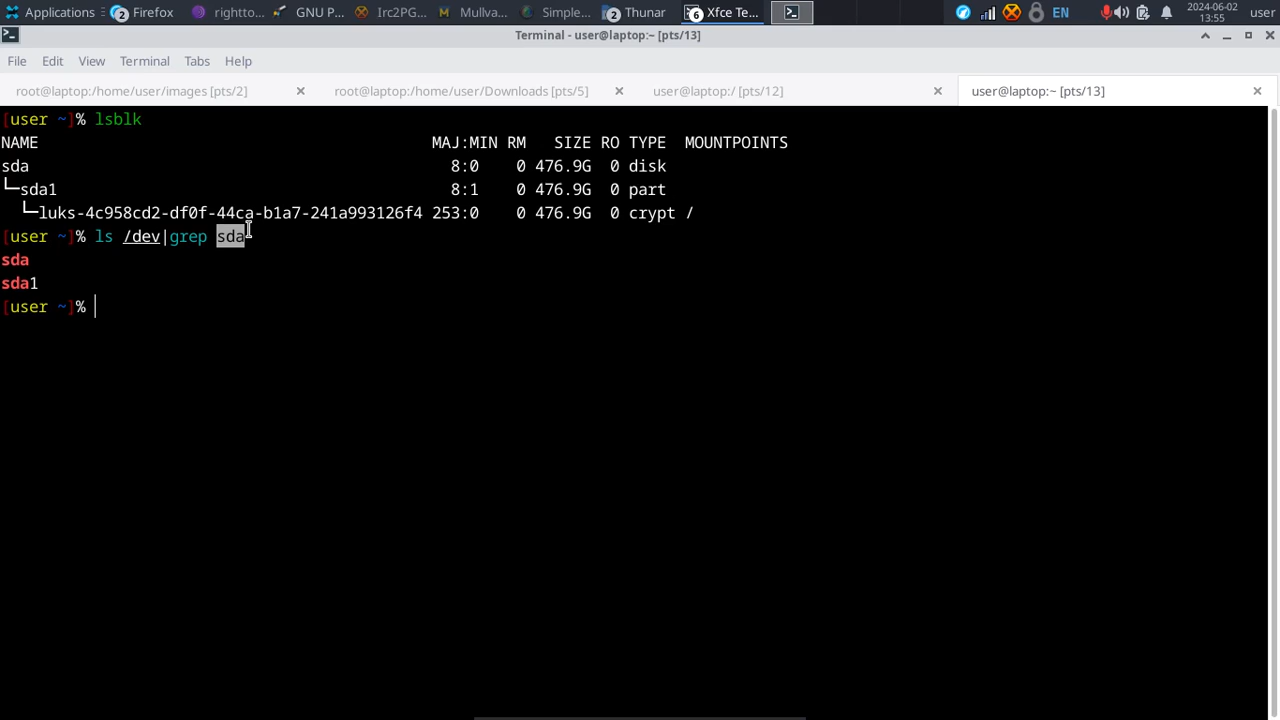 Applications
2 Firefox
rightto...
GNU P...
Irc2PG...
Mullva...
Simple...
2 Thunar
6 Xfce Te...
EN
2024-06-02
13:55
user
Terminal - user@laptop:~ [pts/13]
File Edit View Terminal Tabs Help
root@laptop:/home/user/images [pts/2]
root@laptop:/home/user/Downloads [pts/5]
user@laptop:/ [pts/12]
user@laptop:~ [pts/13]
[user ~]% lsblk
NAME MAJ:MIN RM SIZE RO TYPE MOUNTPOINTS
sda 8:0 0 476.9G 0 disk
└─sda1 8:1 0 476.9G 0 part
└─luks-4c958cd2-df0f-44ca-b1a7-241a993126f4 253:0 0 476.9G 0 crypt /
[user ~]% ls /dev|grep sda
sda
sda1
[user ~]%